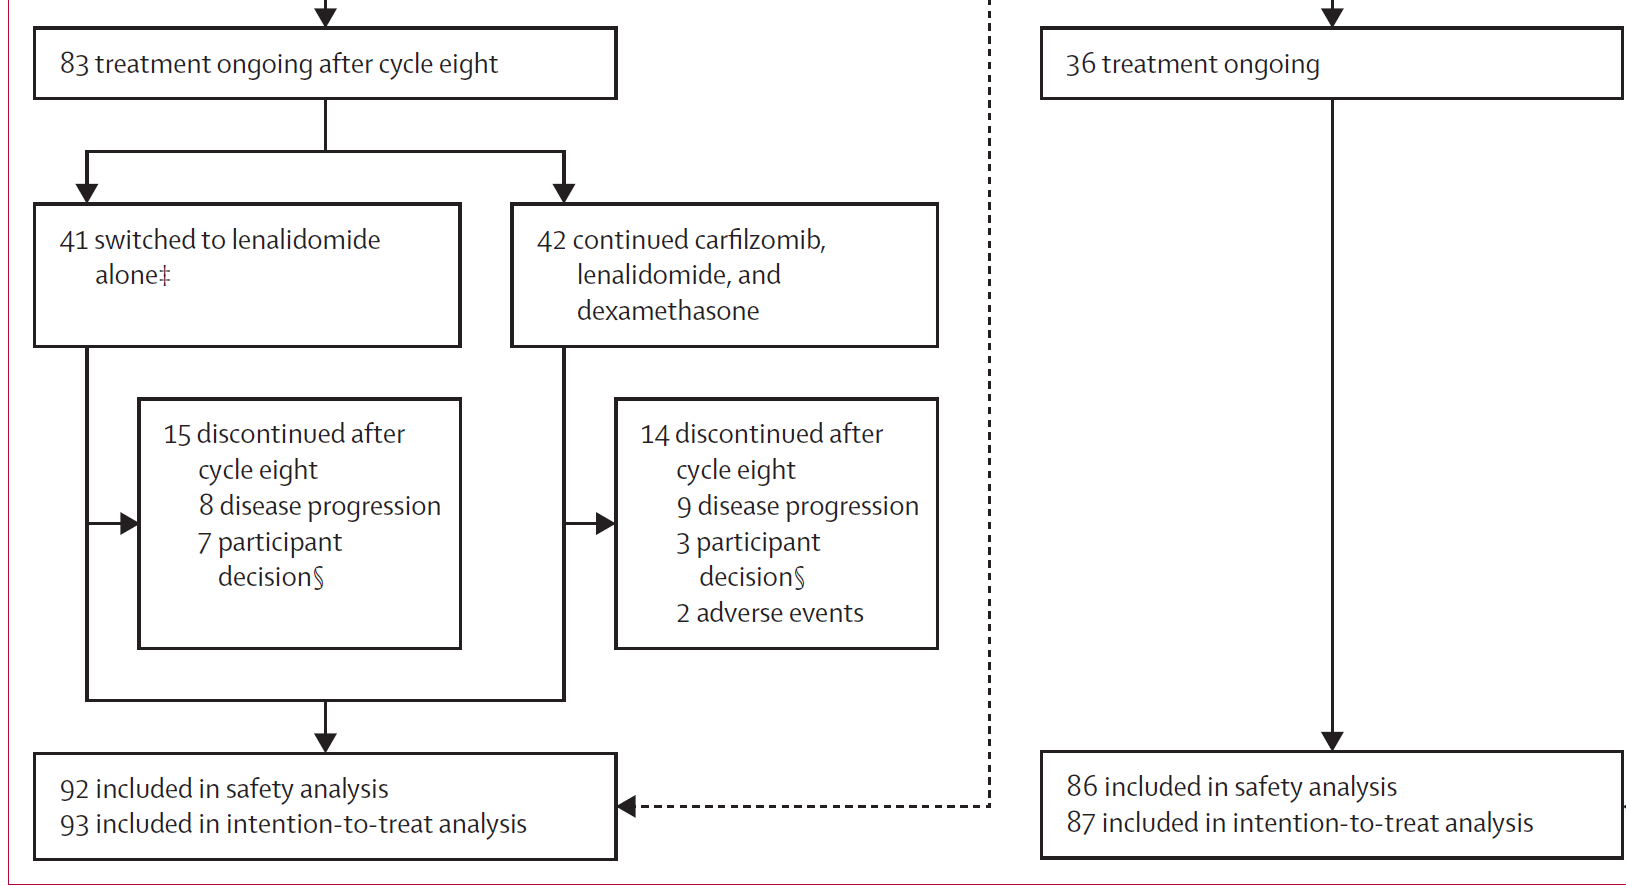 83 treatment ongoing after cycle eight
36 treatment ongoing
41 switched to lenalidomide
alone‡
42 continued carfilzomib,
lenalidomide, and
dexamethasone
15 discontinued after
cycle eight
8 disease progression
7 participant
decision§
14 discontinued after
cycle eight
9 disease progression
3 participant
decision§
2 adverse events
92 included in safety analysis
93 included in intention-to-treat analysis
86 included in safety analysis
87 included in intention-to-treat analysis